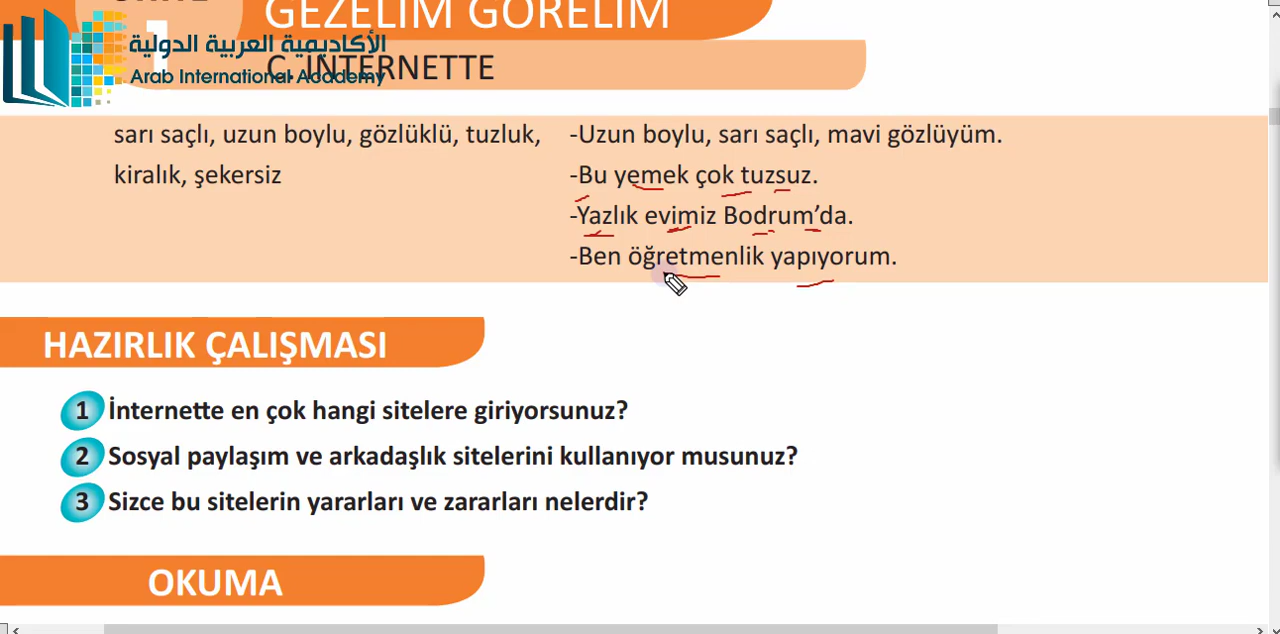 GEZELİM GÖRELİM
1
الأكاديمية العربية الدولية
Arab International Academy
C. İNTERNETTE
sarı saçlı, uzun boylu, gözlüklü, tuzluk,
kiralık, şekersiz
-Uzun boylu, sarı saçlı, mavi gözlüyüm.
-Bu yemek çok tuzsuz.
-Yazlık evimiz Bodrum’da.
-Ben öğretmenlik yapıyorum.
HAZIRLIK ÇALIŞMASI
1 İnternette en çok hangi sitelere giriyorsunuz?
2 Sosyal paylaşım ve arkadaşlık sitelerini kullanıyor musunuz?
3 Sizce bu sitelerin yararları ve zararları nelerdir?
OKUMA